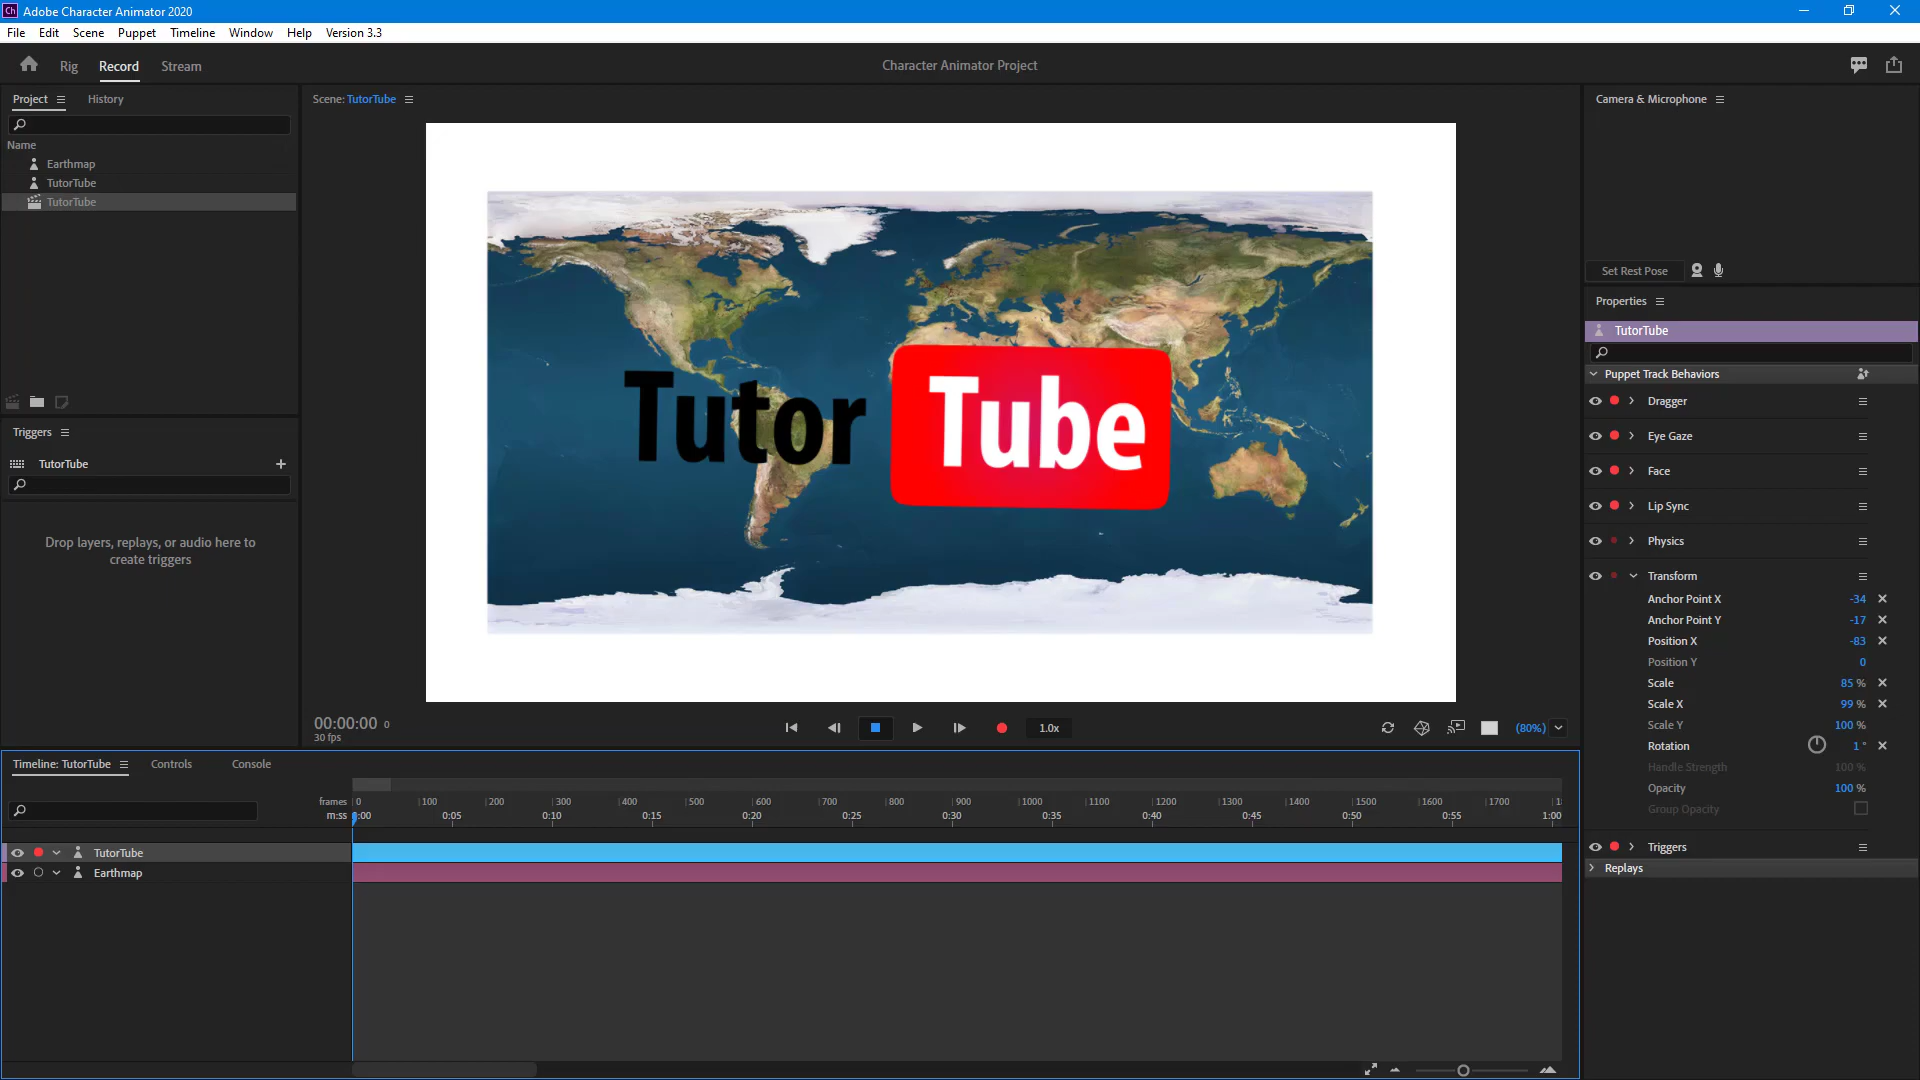 Ch Adobe Character Animator 2020
File Edit Scene Puppet Timeline Window Help Version 3.3
Rig Record Stream Character Animator Project
Project History
Name
Earthmap
TutorTube
TutorTube
Triggers
TutorTube +
Drop layers, replays, or audio here to
create triggers
Scene: TutorTube
Tutor Tube
00:00:00 0
30 fps
1.0x
(80%)
Camera & Microphone
Set Rest Pose
Properties
TutorTube
Puppet Track Behaviors
Dragger
Eye Gaze
Face
Lip Sync
Physics
Transform
Anchor Point X -34
Anchor Point Y -17
Position X -83
Position Y 0
Scale 85 %
Scale X 99 %
Scale Y 100 %
Rotation 1 °
Handle Strength 100 %
Opacity 100 %
Group Opacity
Triggers
Replays
Timeline: TutorTube Controls Console
frames 0 100 200 300 400 500 600 700 800 900 1000 1100 1200 1300 1400 1500 1600 1700
m:ss 0:00 0:05 0:10 0:15 0:20 0:25 0:30 0:35 0:40 0:45 0:50 0:55 1:00
TutorTube
Earthmap